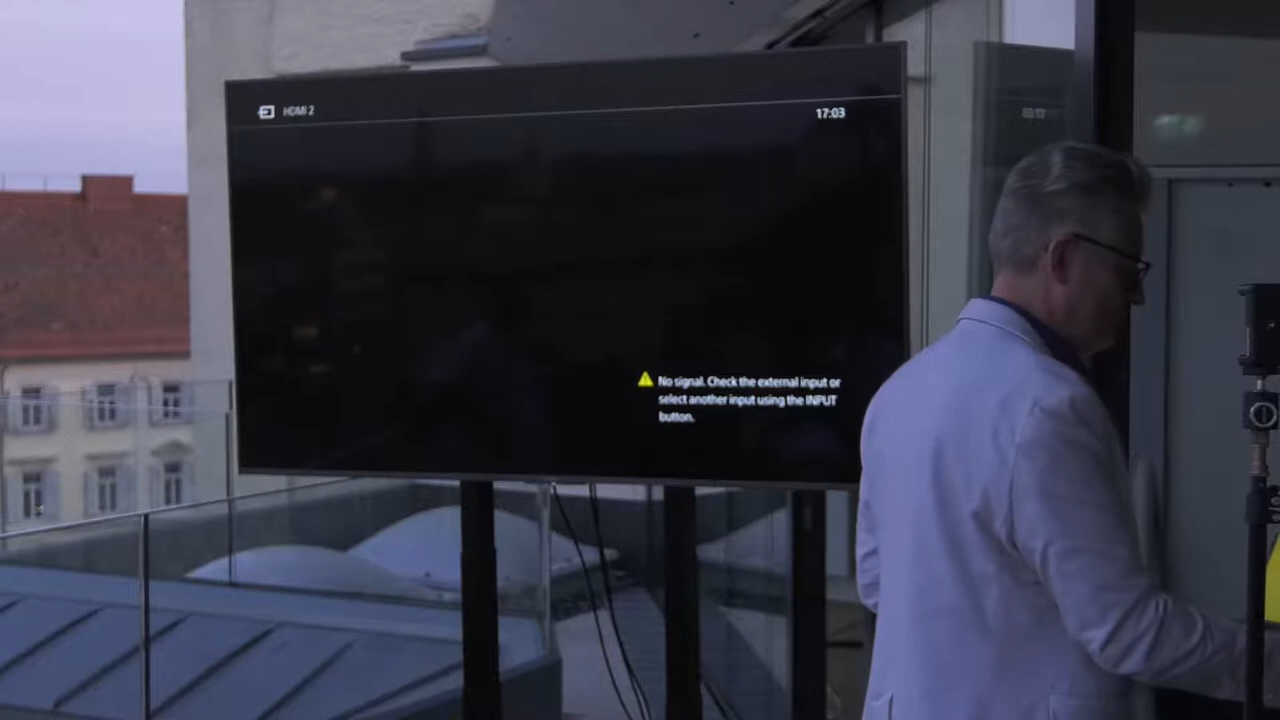 HDMI 2
17:03
No signal. Check the external input or
select another input using the INPUT
button.